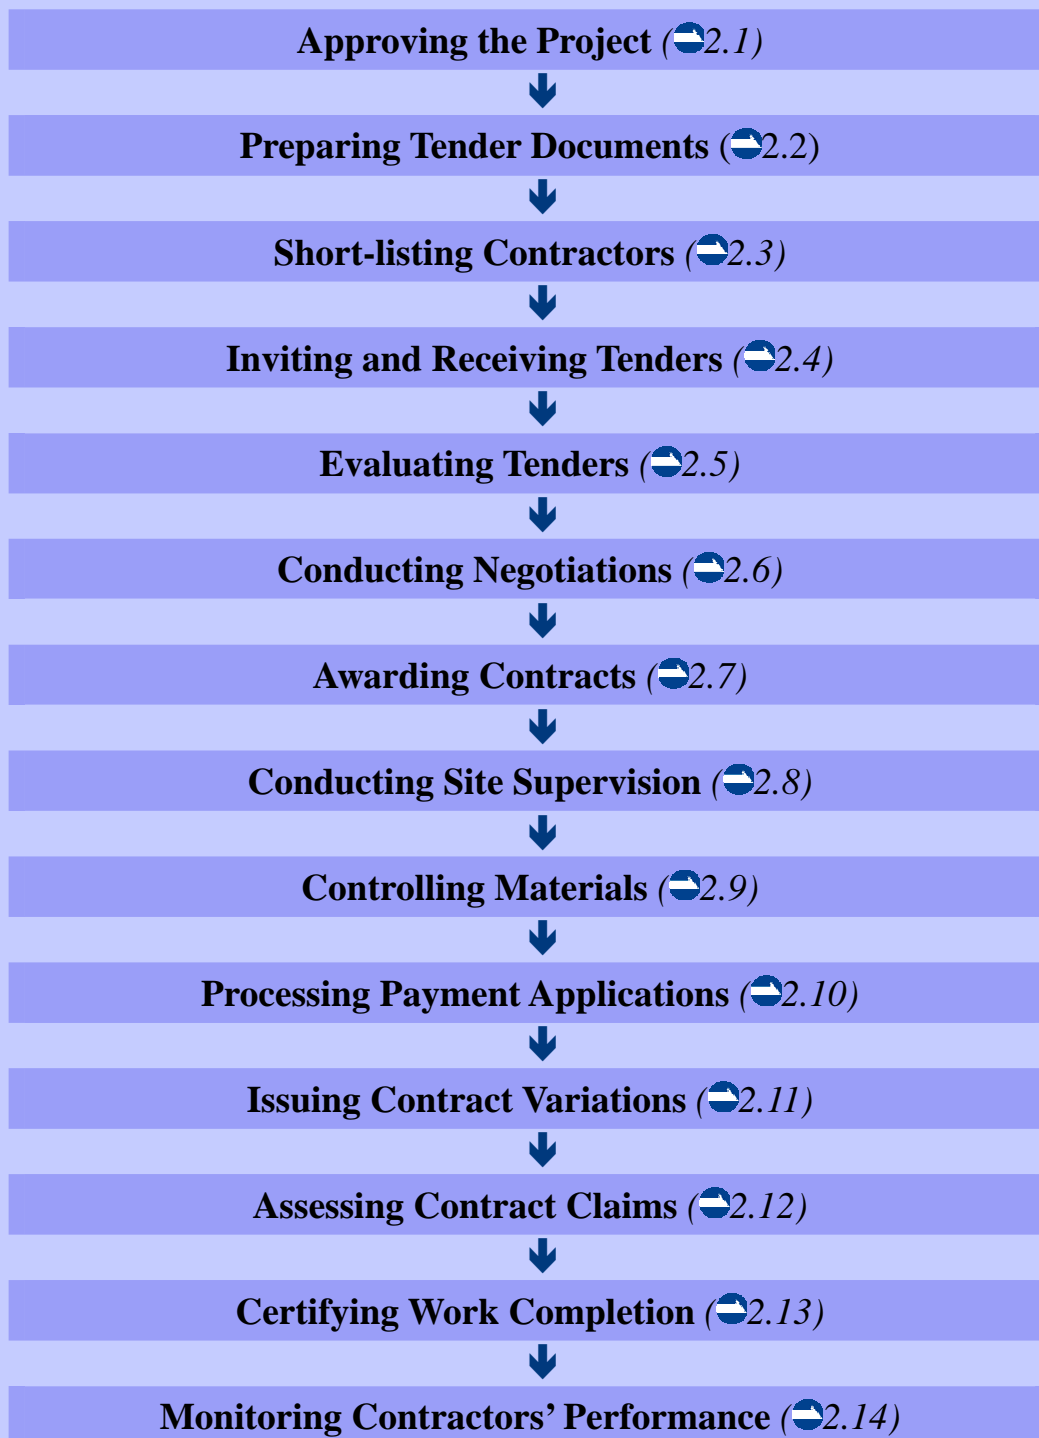 Approving the Project (2.1)
Preparing Tender Documents (2.2)
Short-listing Contractors (2.3)
Inviting and Receiving Tenders (2.4)
Evaluating Tenders (2.5)
Conducting Negotiations (2.6)
Awarding Contracts (2.7)
Conducting Site Supervision (2.8)
Controlling Materials (2.9)
Processing Payment Applications (2.10)
Issuing Contract Variations (2.11)
Assessing Contract Claims (2.12)
Certifying Work Completion (2.13)
Monitoring Contractors’ Performance (2.14)